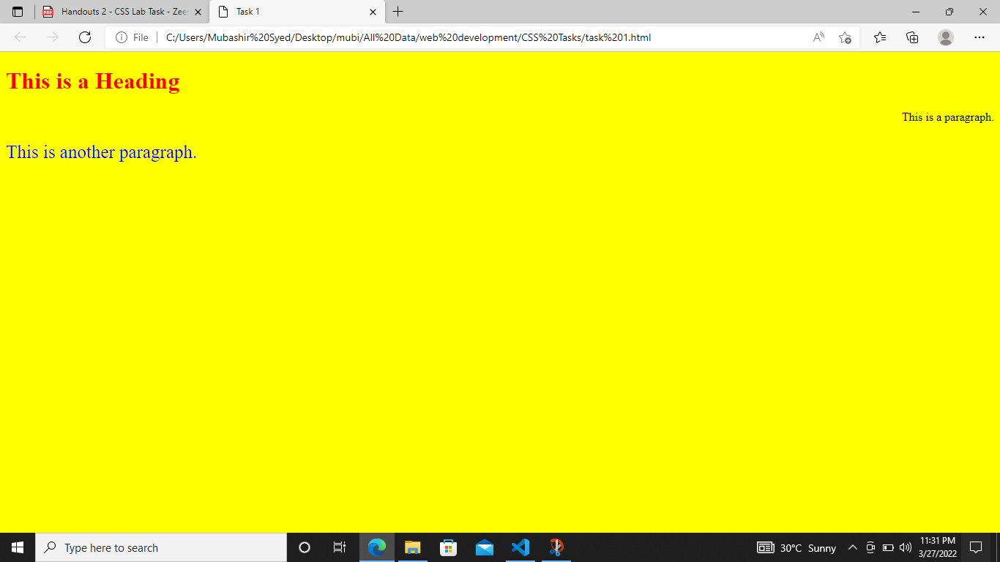 Handouts 2 - CSS Lab Task - Zee
Task 1
File
C:/Users/Mubashir%20Syed/Desktop/mubi/All%20Data/web%20development/CSS%20Tasks/task%201.html
This is a Heading
This is a paragraph.
This is another paragraph.
Type here to search
30°C Sunny
11:31 PM
3/27/2022